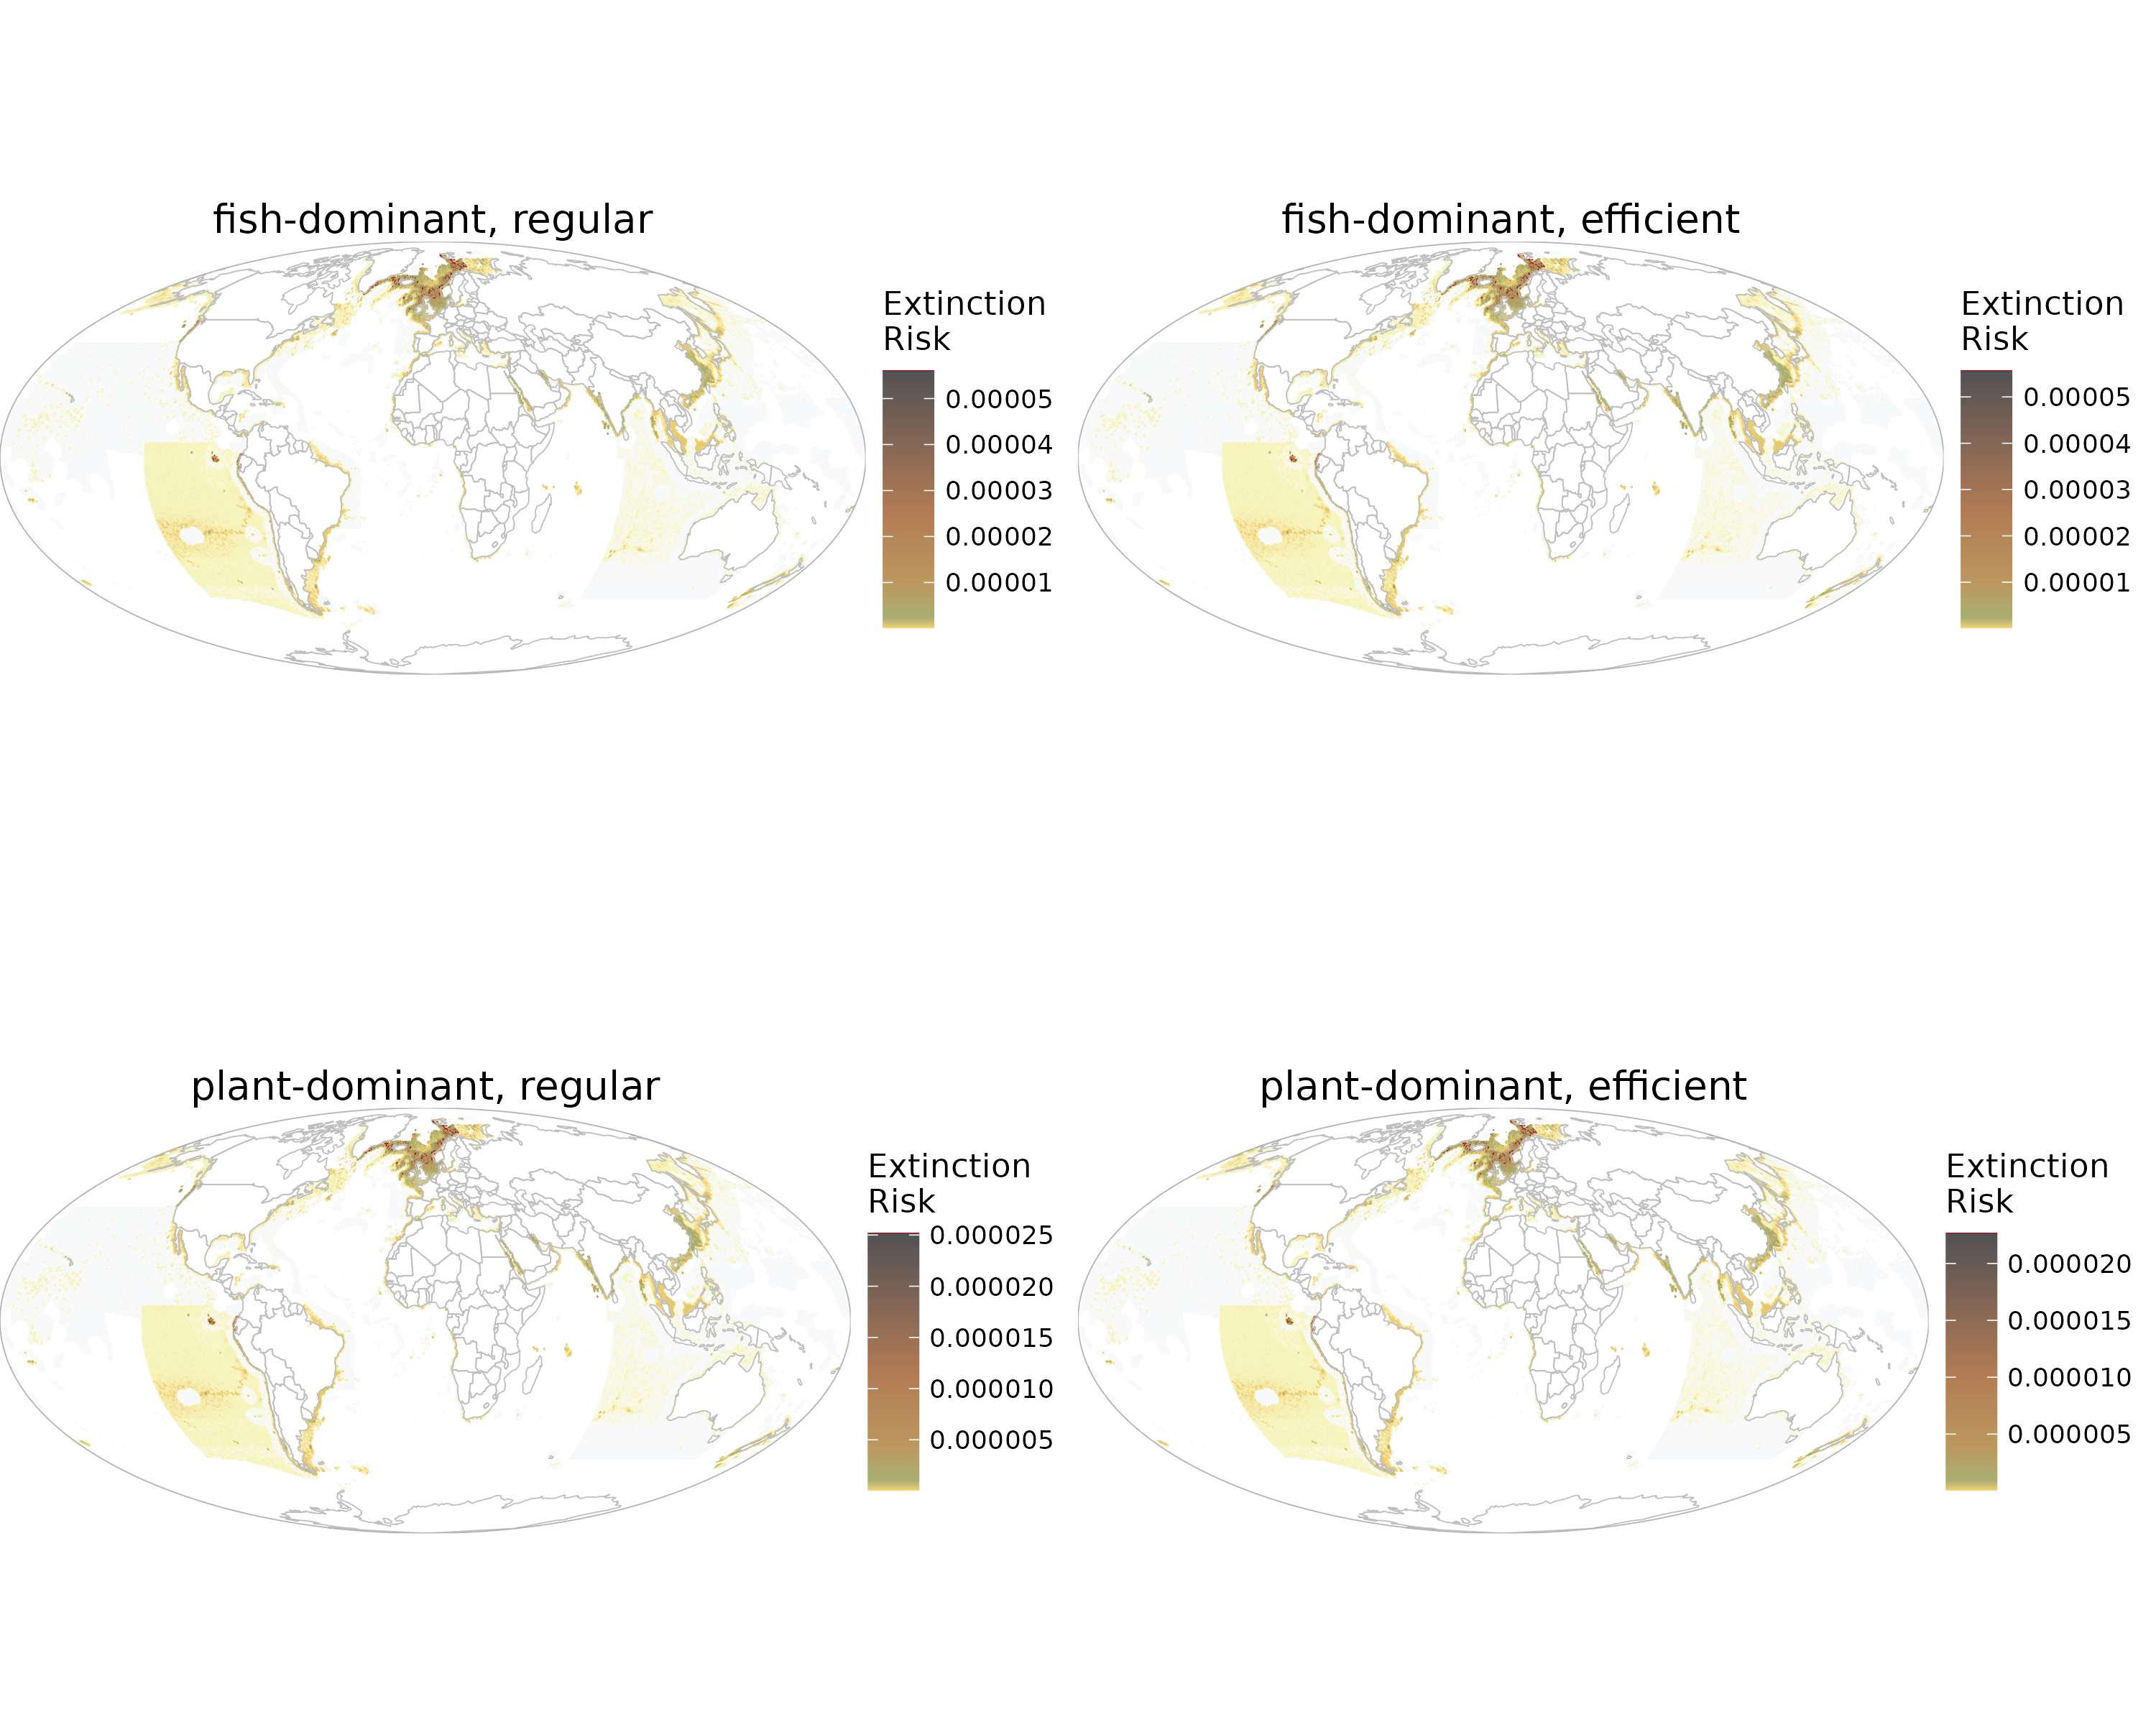 fish-dominant, regular
Extinction
Risk
0.00005
0.00004
0.00003
0.00002
0.00001
fish-dominant, efficient
Extinction
Risk
0.00005
0.00004
0.00003
0.00002
0.00001
plant-dominant, regular
Extinction
Risk
0.000025
0.000020
0.000015
0.000010
0.000005
plant-dominant, efficient
Extinction
Risk
0.000020
0.000015
0.000010
0.000005